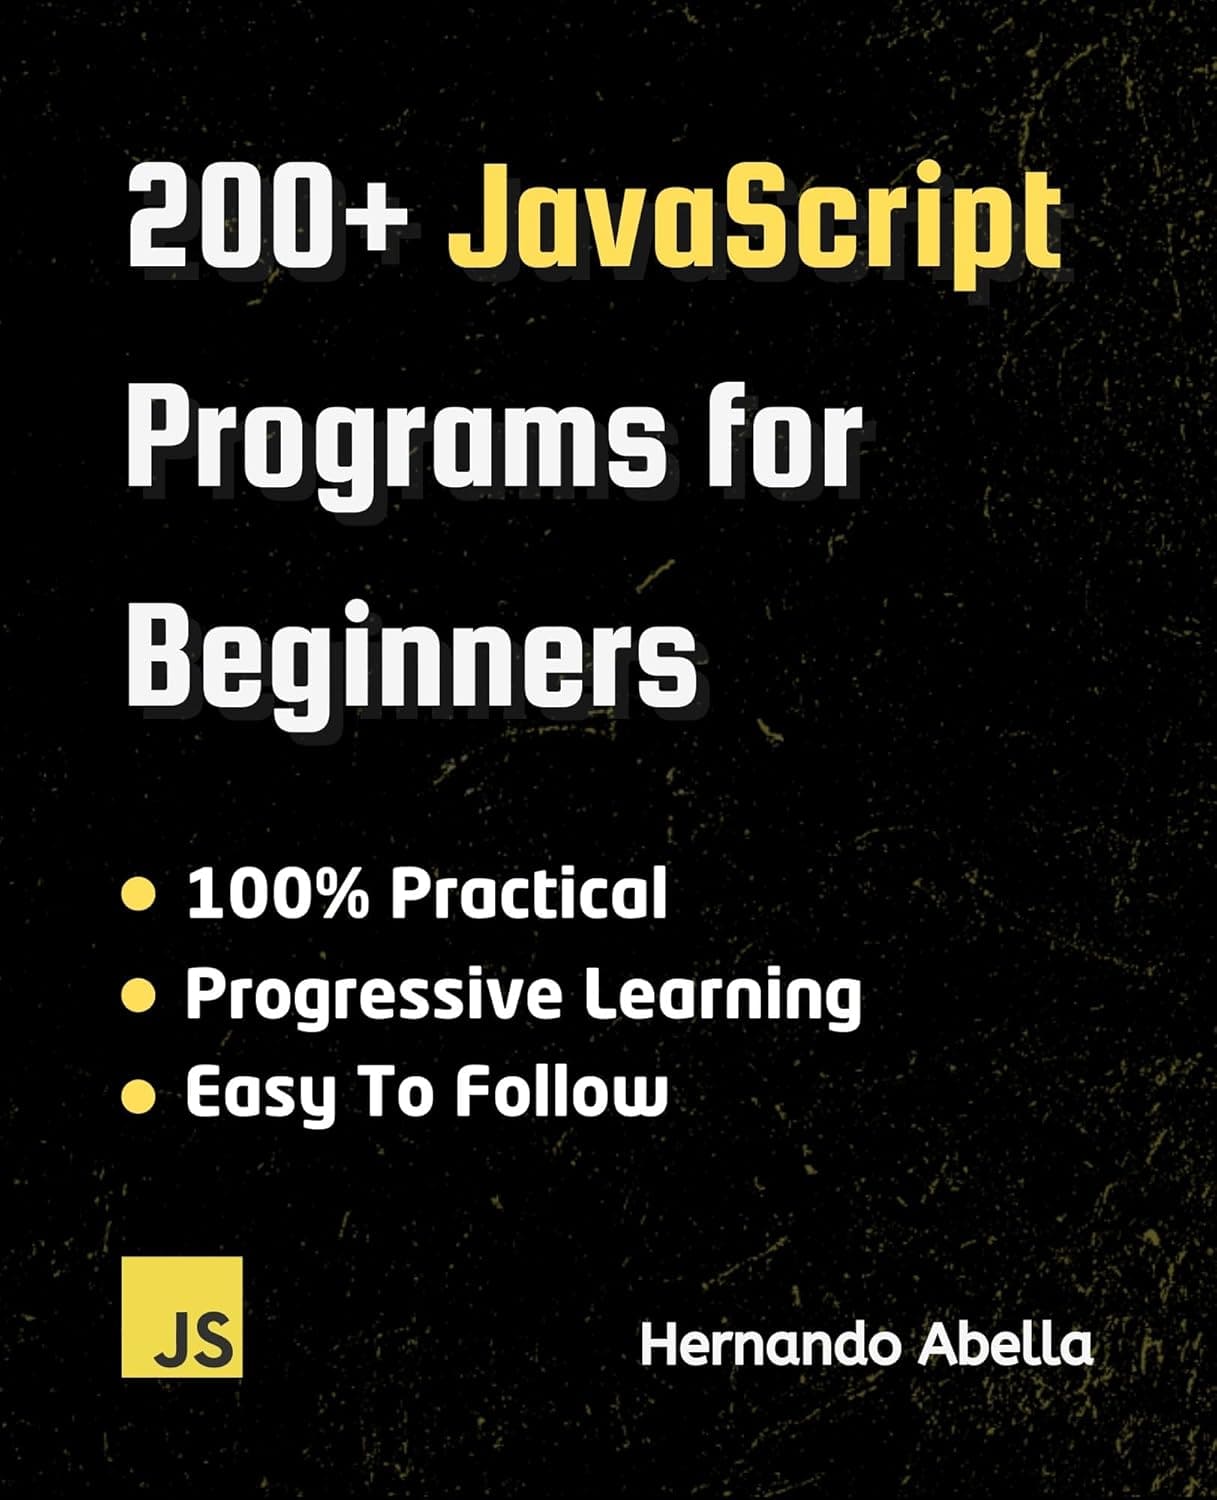 200+ JavaScript
Programs for
Beginners
100% Practical
Progressive Learning
Easy To Follow
JS
Hernando Abella